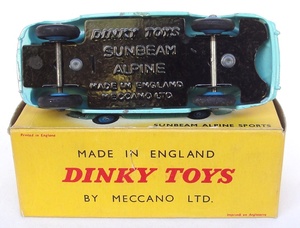 DINKY TOYS
SUNBEAM
ALPINE
MADE IN ENGLAND
MECCANO LTD
SUNBEAM ALPINE SPORTS
MADE IN ENGLAND
DINKY TOYS
BY MECCANO LTD.